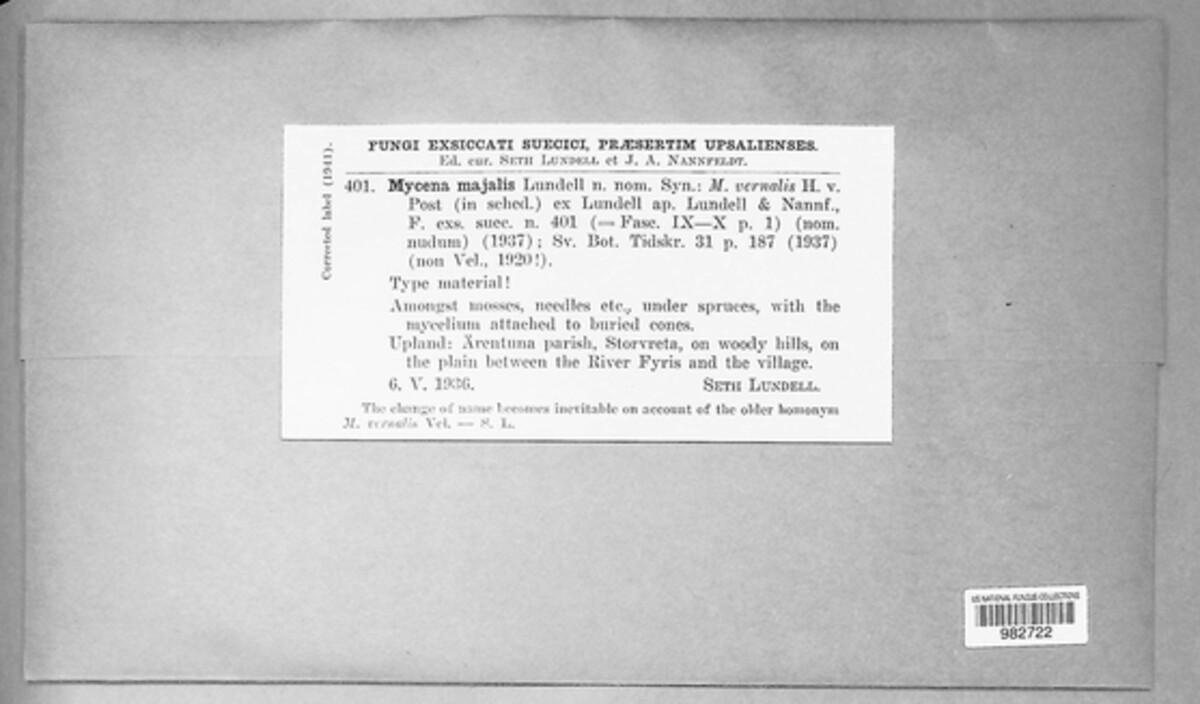 FUNGI EXSICCATI SUECICI, PRÆSERTIM UPSALIENSES.
Ed. cur. SETH LUNDELL et J. A. NANNFELDT.
Corrected label (1941).
401. Mycena majalis Lundell n. nom. Syn.: M. vernalis H. v.
Post (in sched.) ex Lundell ap. Lundell & Nannf.,
F. exs. suec. n. 401 (= Fasc. IX—X p. 1) (nom.
nudum) (1937); Sv. Bot. Tidskr. 31 p. 187 (1937)
(non Vel., 1920!).
Type material!
Amongst mosses, needles etc., under spruces, with the
mycelium attached to buried cones.
Upland: Ärentuna parish, Storvreta, on woody hills, on
the plain between the River Fyris and the village.
6. V. 1936. SETH LUNDELL.
The change of name becomes inevitable on account of the older homonym
M. vernalis Vel. — S. L.
US NATIONAL FUNGUS COLLECTIONS
982722